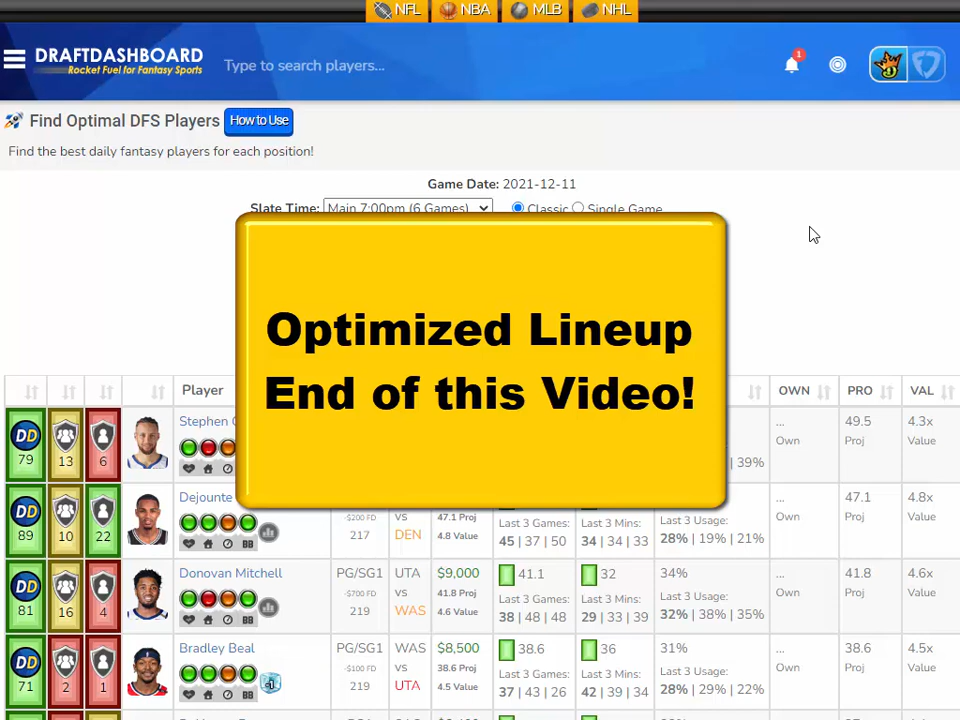 NFL NBA MLB NHL
DRAFTDASHBOARD
Rocket Fuel for Fantasy Sports
Type to search players...
1
Find Optimal DFS Players How to Use
Find the best daily fantasy players for each position!
Game Date: 2021-12-11
Slate Time: Main 7:00pm (6 Games) Classic Single Game
Optimized Lineup
End of this Video!
Player OWN PRO VAL
DD 79 13 6 Stephen ... Own 49.5 Proj 4.3x Value
| 39%
DD 89 10 22 Dejounte BB -$200 FD 217 VS DEN 47.1 Proj 4.8 Value Last 3 Games: 45 | 37 | 50 Last 3 Mins: 34 | 34 | 33 Last 3 Usage: 28% | 19% | 21% ... Own 47.1 Proj 4.8x Value
DD 81 16 4 Donovan Mitchell BB PG/SG1 -$700 FD 219 UTA VS WAS $9,000 41.8 Proj 4.6 Value 41.1 Last 3 Games: 38 | 48 | 48 32 Last 3 Mins: 29 | 33 | 39 34% Last 3 Usage: 32% | 38% | 35% ... Own 41.8 Proj 4.6x Value
DD 71 2 1 Bradley Beal BB PG/SG1 -$100 FD 219 WAS VS UTA $8,500 38.6 Proj 4.5 Value 38.6 Last 3 Games: 37 | 43 | 26 36 Last 3 Mins: 42 | 39 | 34 31% Last 3 Usage: 28% | 29% | 22% ... Own 38.6 Proj 4.5x Value